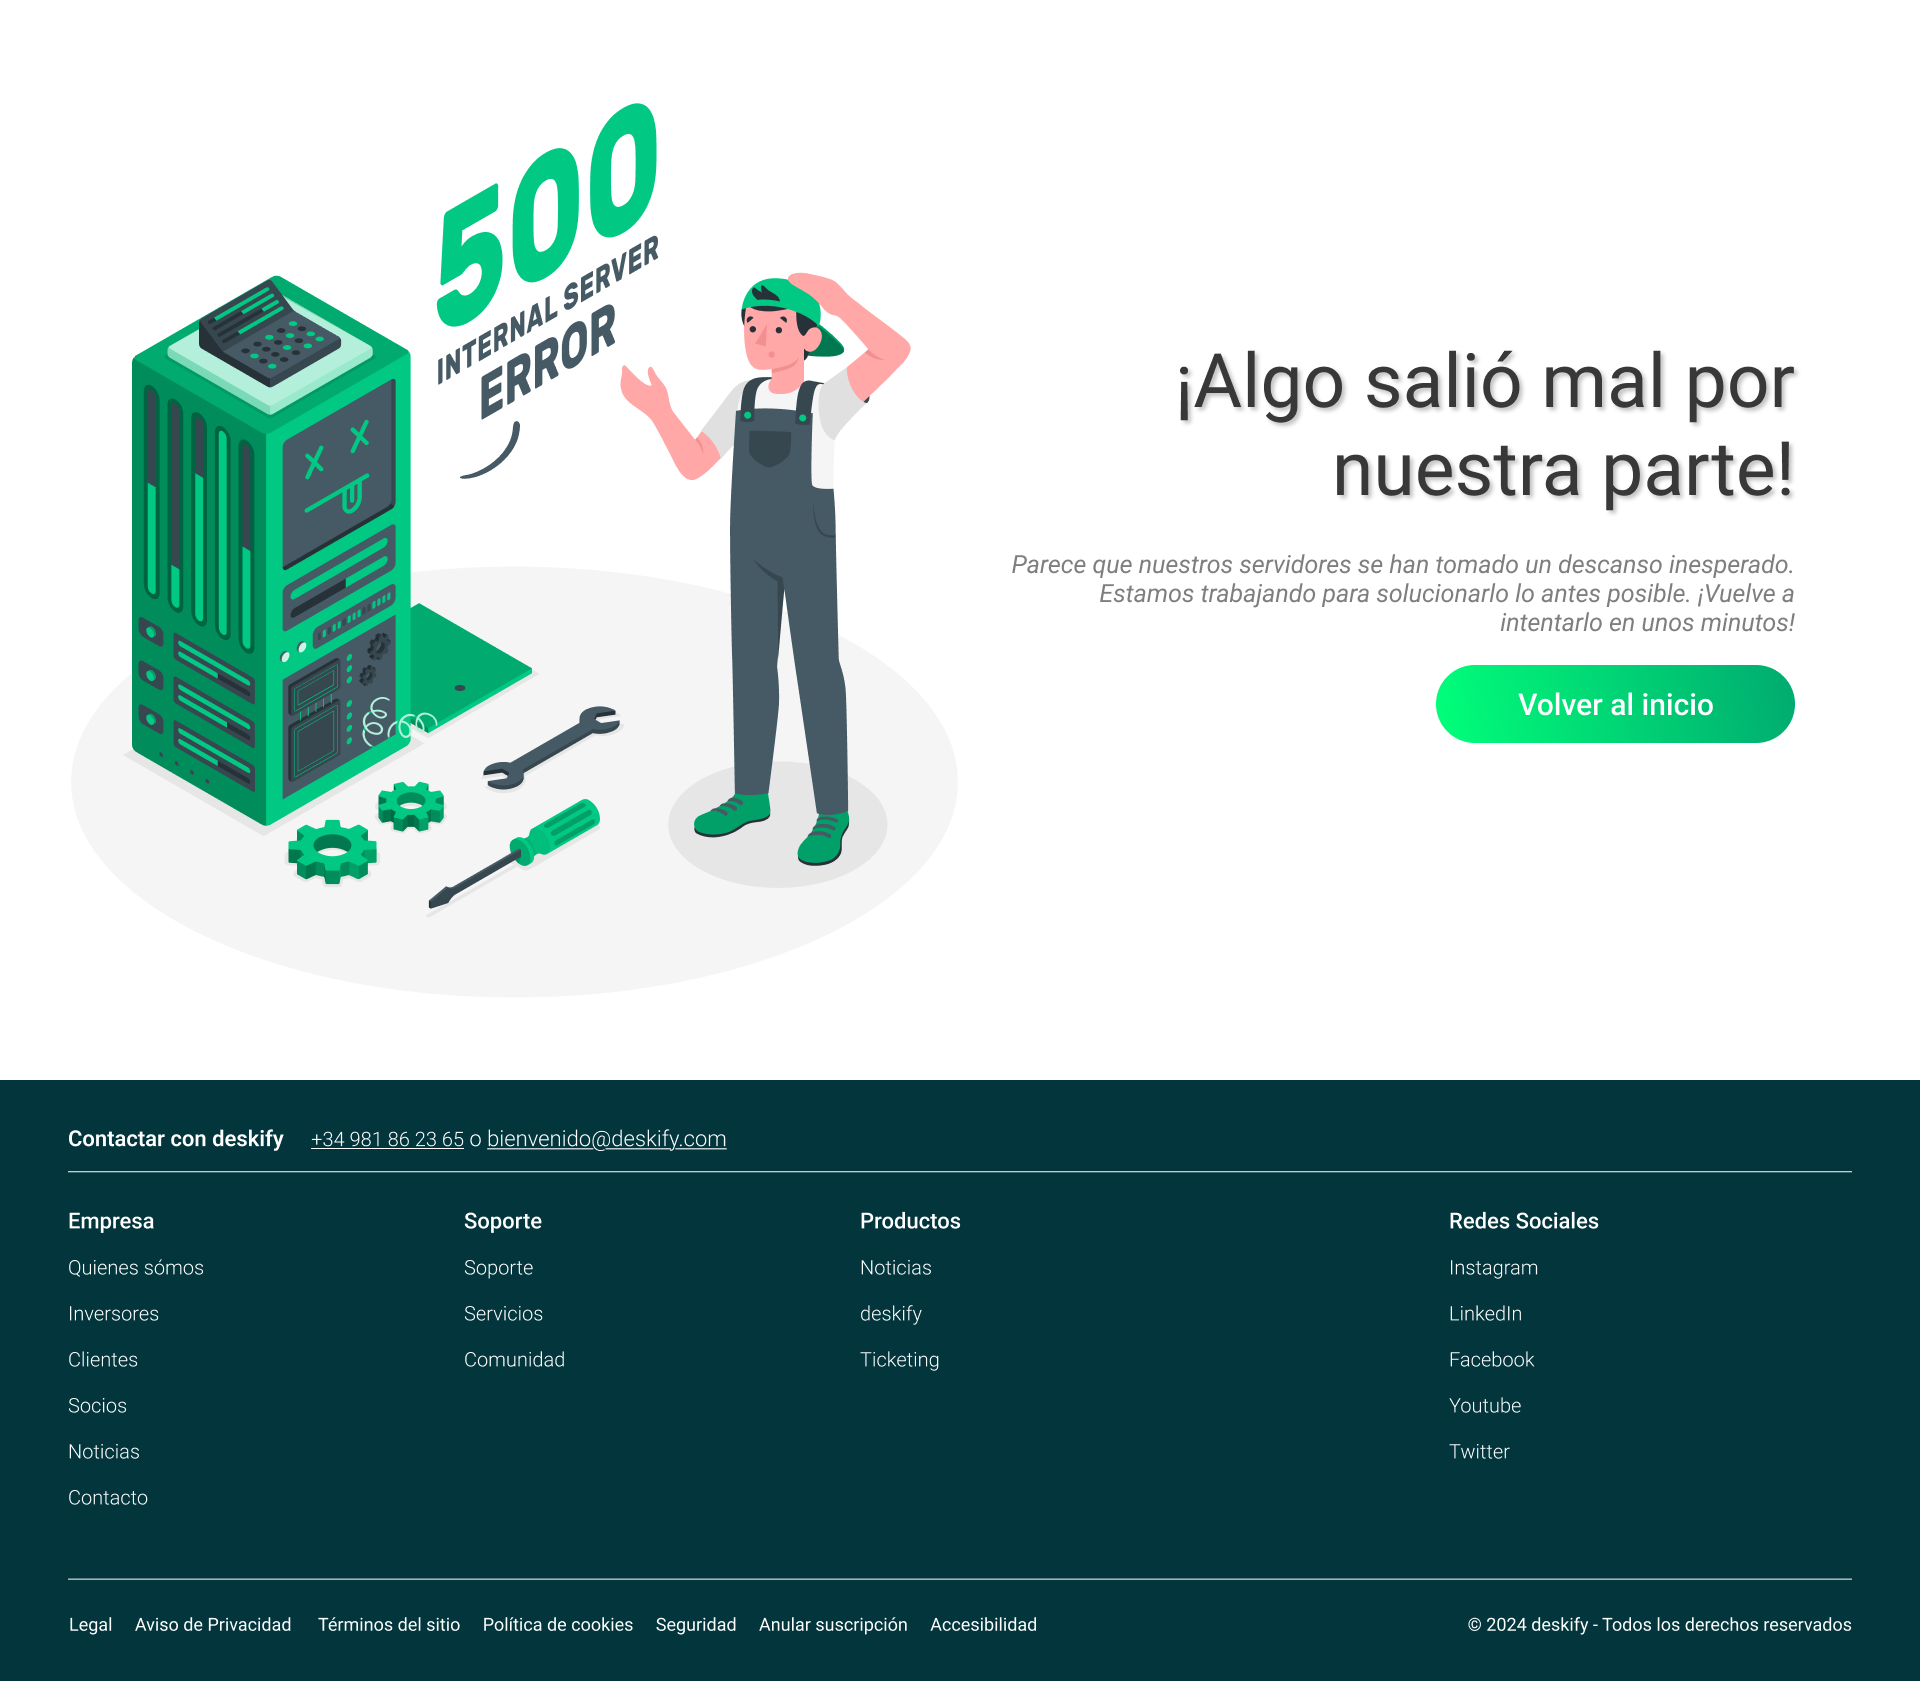 500
INTERNAL SERVER
ERROR
¡Algo salió mal por
nuestra parte!
Parece que nuestros servidores se han tomado un descanso inesperado.
Estamos trabajando para solucionarlo lo antes posible. ¡Vuelve a
intentarlo en unos minutos!
Volver al inicio
Contactar con deskify +34 981 86 23 65 o bienvenido@deskify.com
Empresa
Quienes sómos
Inversores
Clientes
Socios
Noticias
Contacto
Soporte
Soporte
Servicios
Comunidad
Productos
Noticias
deskify
Ticketing
Redes Sociales
Instagram
LinkedIn
Facebook
Youtube
Twitter
Legal Aviso de Privacidad Términos del sitio Política de cookies Seguridad Anular suscripción Accesibilidad
© 2024 deskify - Todos los derechos reservados